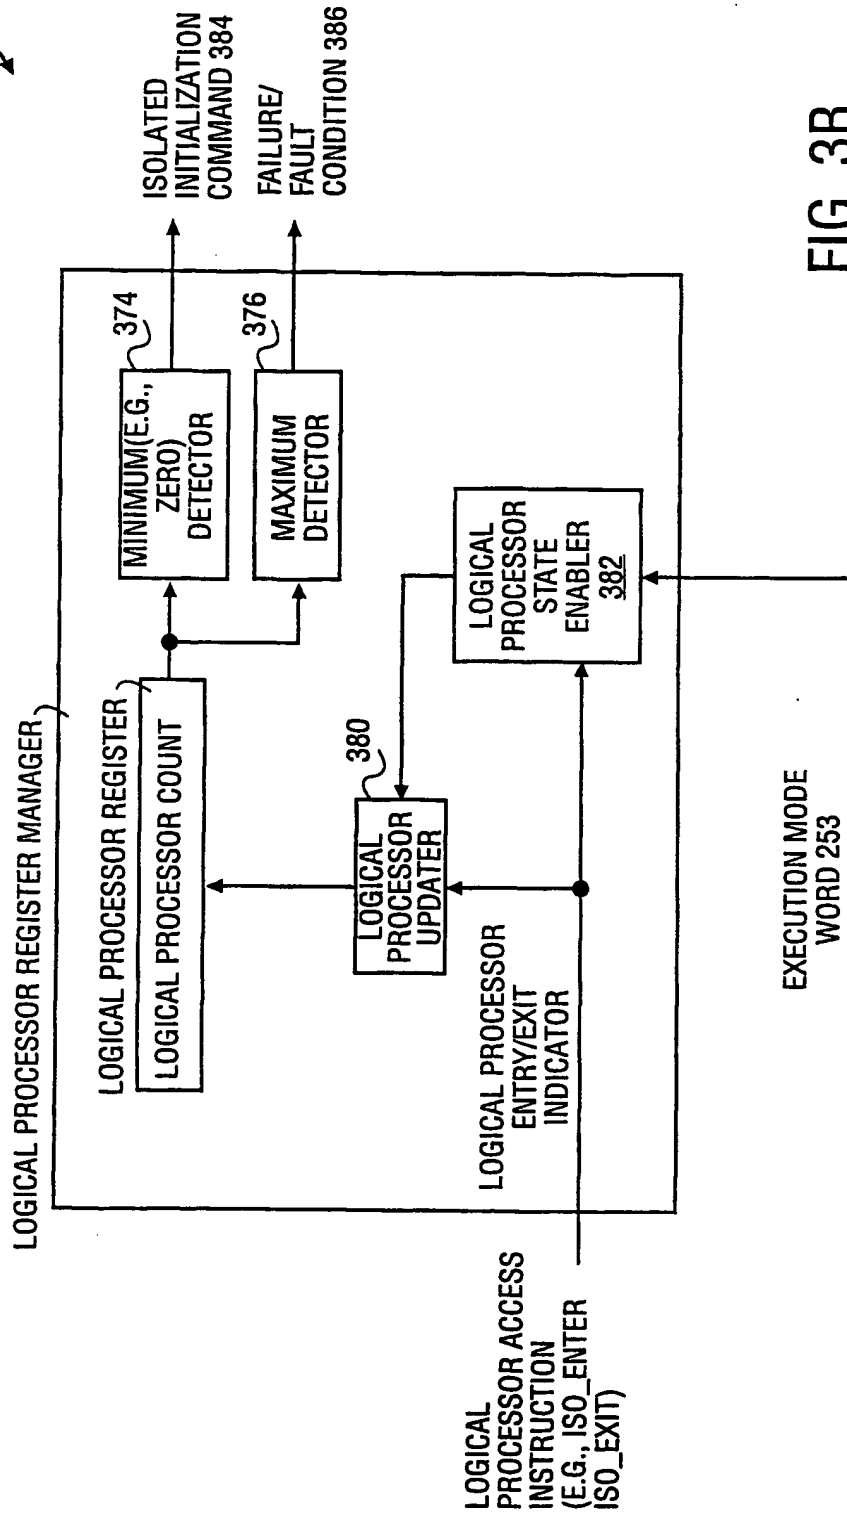 LOGICAL PROCESSOR REGISTER MANAGER
LOGICAL PROCESSOR REGISTER
LOGICAL PROCESSOR COUNT
MINIMUM(E.G.,
ZERO)
DETECTOR
374
ISOLATED
INITIALIZATION
COMMAND 384
MAXIMUM
DETECTOR
376
FAILURE/
FAULT
CONDITION 386
LOGICAL
PROCESSOR
UPDATER
380
LOGICAL
PROCESSOR
STATE
ENABLER
382
LOGICAL PROCESSOR
ENTRY/EXIT
INDICATOR
LOGICAL
PROCESSOR ACCESS
INSTRUCTION
(E.G., ISO_ENTER
ISO_EXIT)
EXECUTION MODE
WORD 253
FIG. 3B